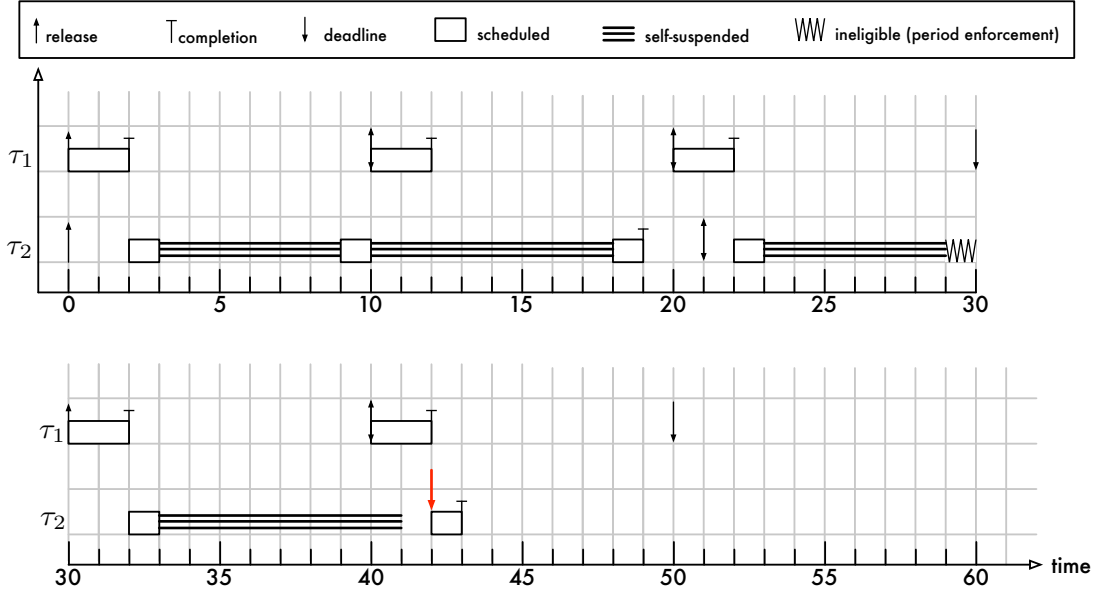 release completion deadline scheduled self-suspended ineligible (period enforcement)
τ1
τ2
0 5 10 15 20 25 30
τ1
τ2
30 35 40 45 50 55 60 time